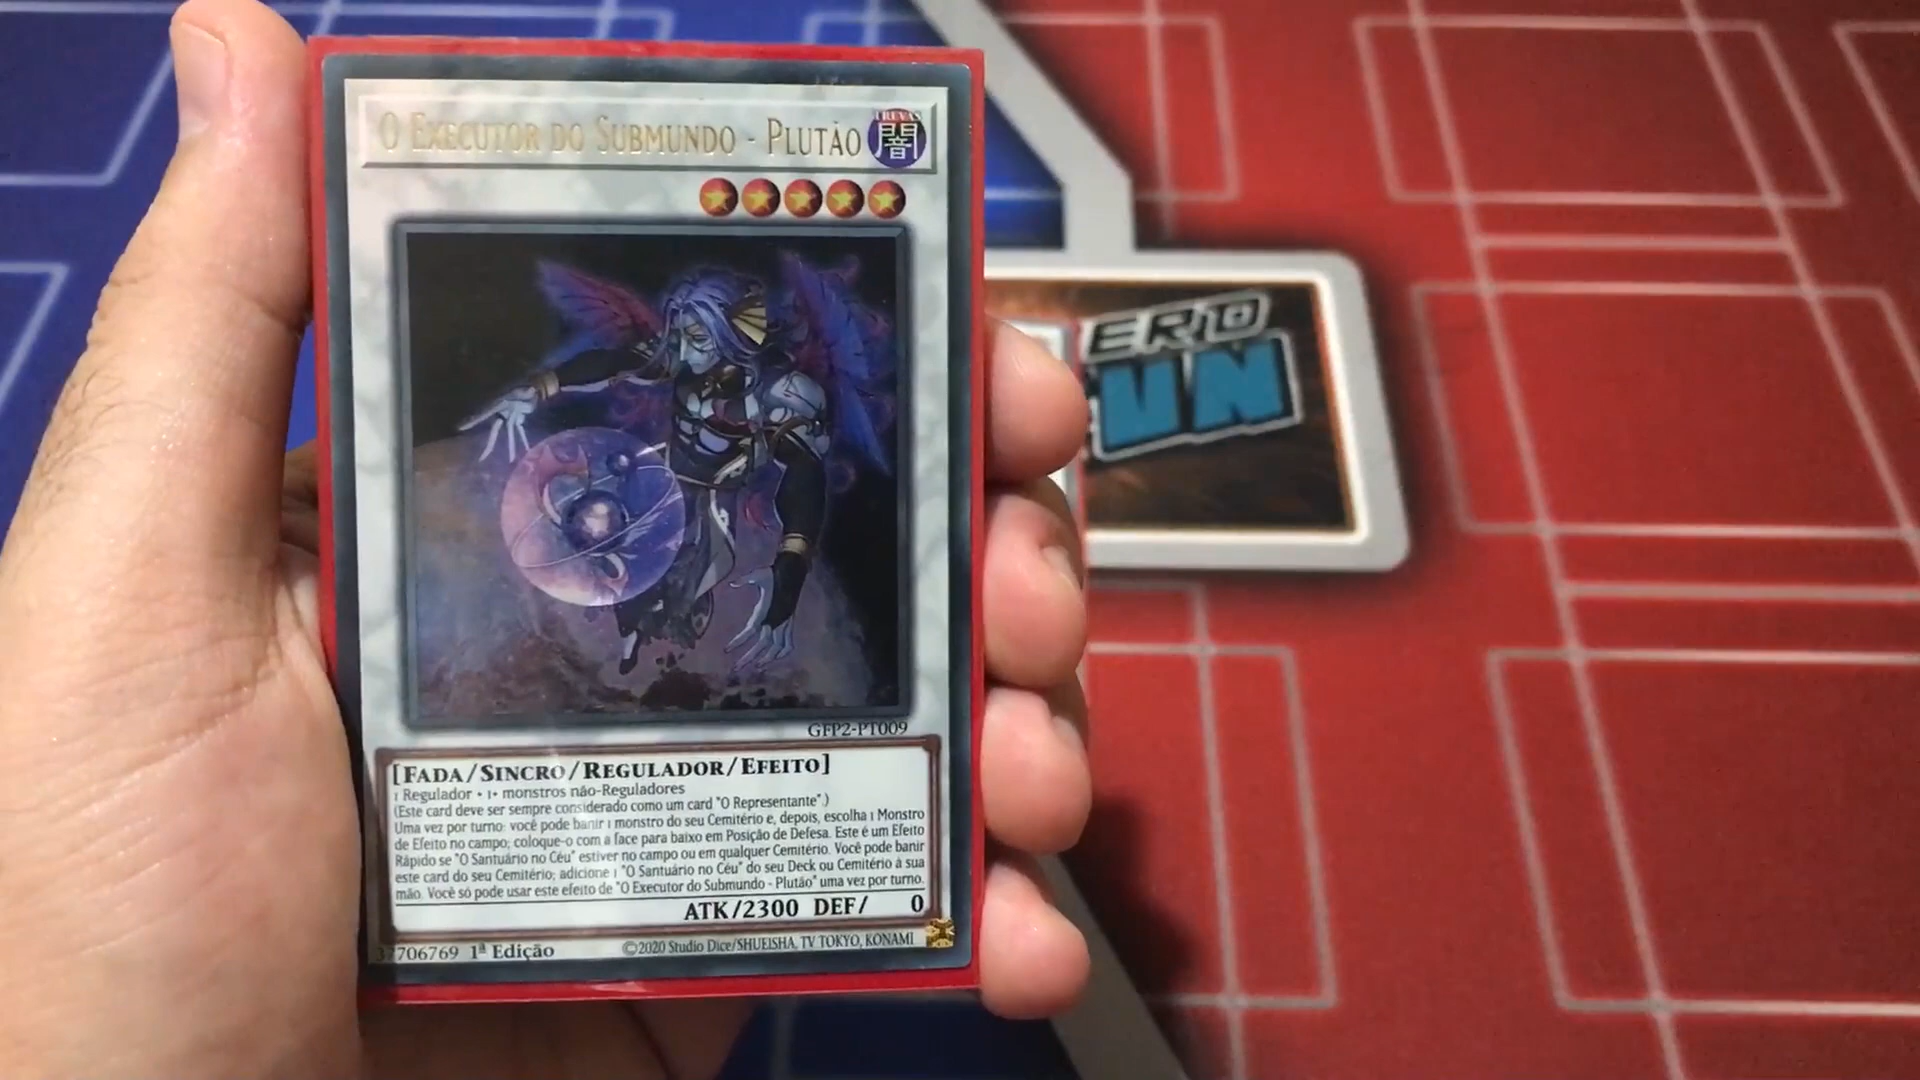 O Executor do Submundo - Plutão
TREVAS
闇
GFP2-PT009
[Fada/Sincro/Regulador/Efeito]
1 Regulador + 1+ monstros não-Reguladores
(Este card deve ser sempre considerado como um card "O Representante".)
Uma vez por turno: você pode banir 1 monstro do seu Cemitério e, depois, escolha 1 Monstro
de Efeito no campo; coloque-o com a face para baixo em Posição de Defesa. Este é um Efeito
Rápido se "O Santuário no Céu" estiver no campo ou em qualquer Cemitério. Você pode banir
este card do seu Cemitério; adicione 1 "O Santuário no Céu" do seu Deck ou Cemitério à sua
mão. Você só pode usar este efeito de "O Executor do Submundo - Plutão" uma vez por turno.
ATK/2300 DEF/ 0
37706769 1ª Edição ©2020 Studio Dice/SHUEISHA, TV TOKYO, KONAMI
ERO
UN